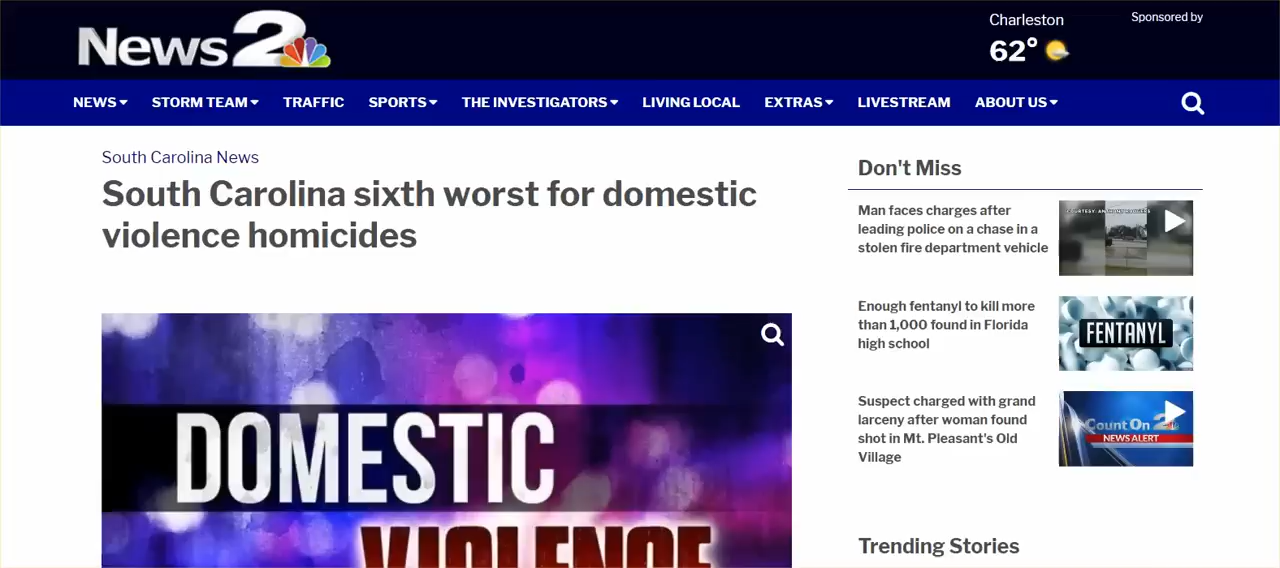 News 2
Charleston
62°
Sponsored by
NEWS
STORM TEAM
TRAFFIC
SPORTS
THE INVESTIGATORS
LIVING LOCAL
EXTRAS
LIVESTREAM
ABOUT US
South Carolina News
South Carolina sixth worst for domestic
violence homicides
DOMESTIC
VIOLENCE
Don't Miss
Man faces charges after
leading police on a chase in a
stolen fire department vehicle
Enough fentanyl to kill more
than 1,000 found in Florida
high school
FENTANYL
Suspect charged with grand
larceny after woman found
shot in Mt. Pleasant's Old
Village
Count On 2
NEWS ALERT
Trending Stories